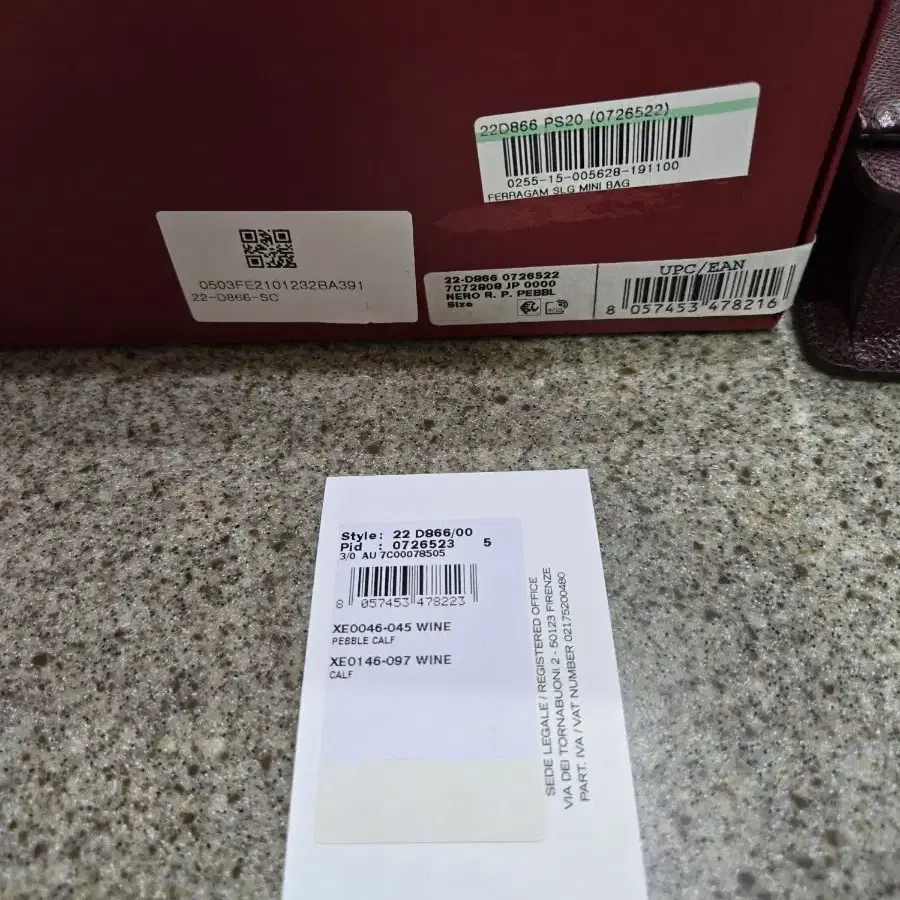 22D866 PS20 (0726522)
0255-15-005628-191100
FERRAGAM SLG MINI BAG
0503FE2101232BA391
22-D866-SC
22-D866 0726522
7C72809 JP 0000
NERO R. P. PEBBL
Size
UPC/EAN
8 057453 478216
Style: 22 D866/00
Pid : 0726523 5
3/0 AU 7C00078505
8 057453 478223
XE0046-045 WINE
PEBBLE CALF
XE0146-097 WINE
CALF
SEDE LEGALE / REGISTERED OFFICE
VIA DEI TORNABUONI 2 - 50123 FIRENZE
PART. IVA / VAT NUMBER 02175200480